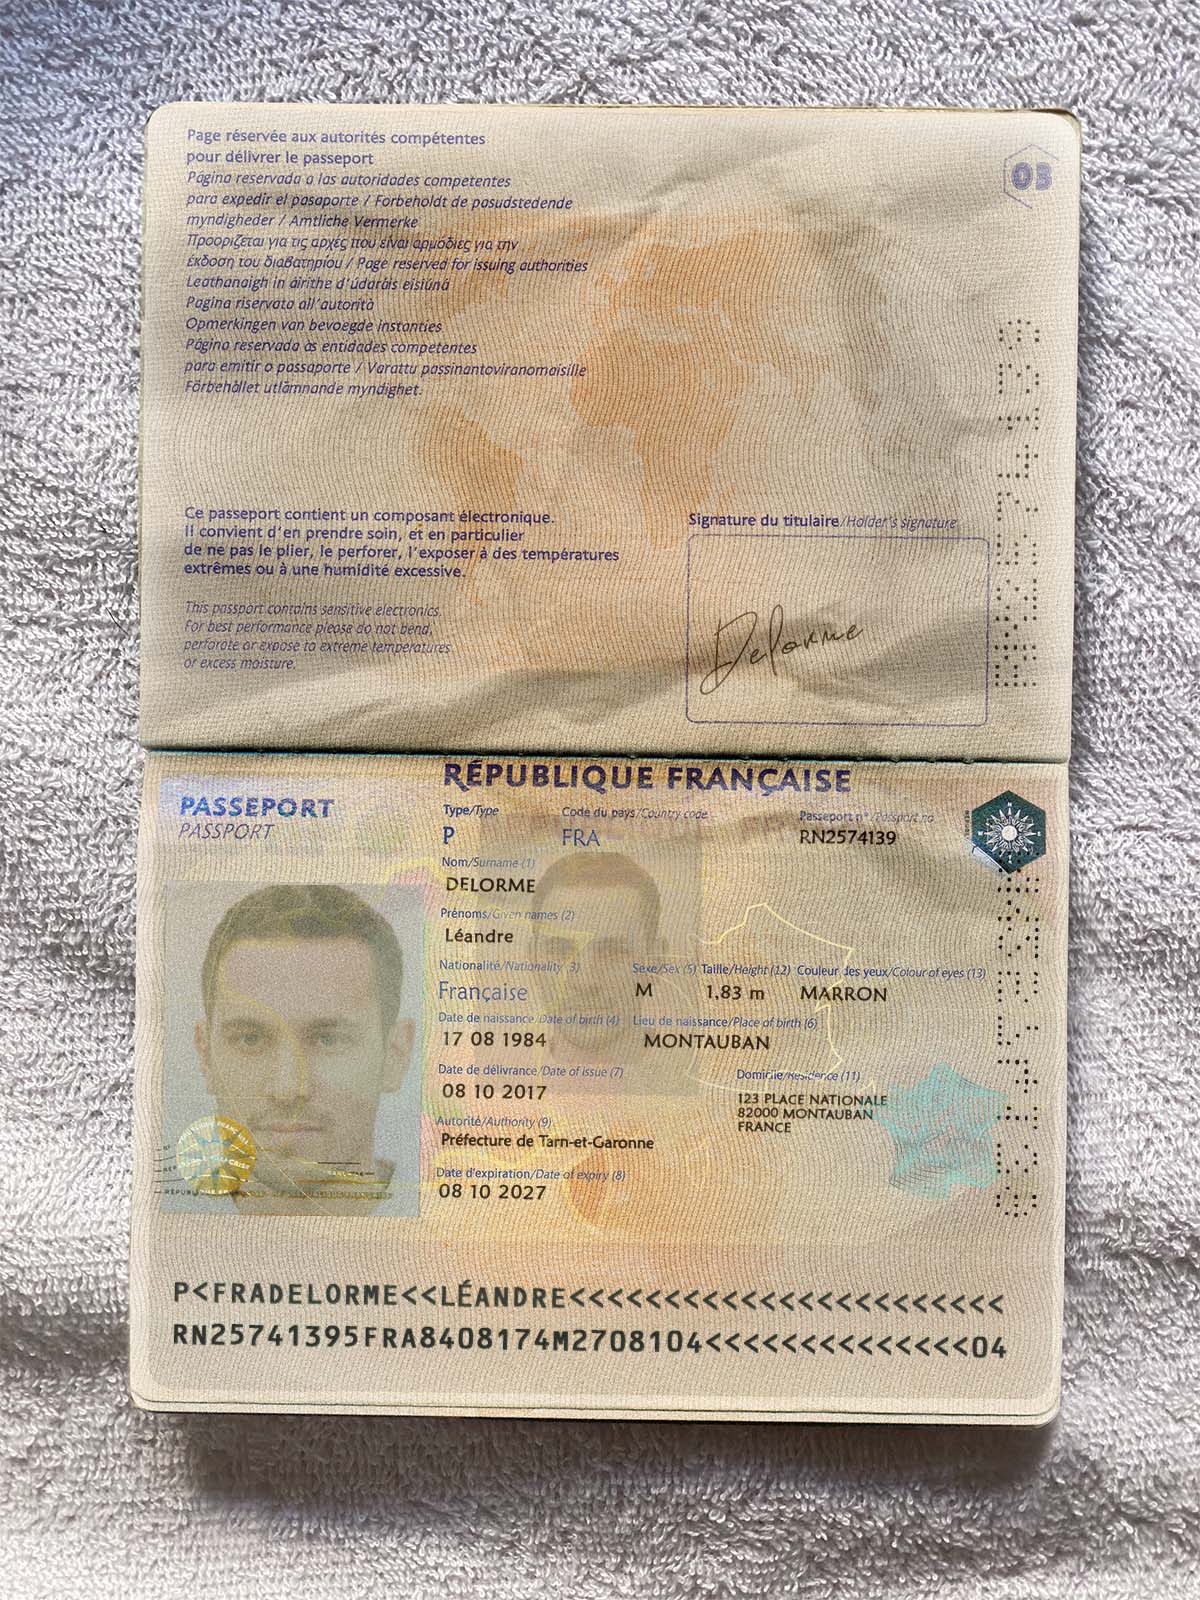 Page réservée aux autorités compétentes
pour délivrer le passeport
Pagina reservada a las autoridades competentes
para expedir el pasaporte / Forbeholdt de pasudstedende
myndigheder / Amtliche Vermerke
Προορίζεται για τις αρχές που είναι αρμόδιες για την
έκδοση του διαβατηρίου / Page reserved for issuing authorities
Leathanaigh in áirithe d'údaráis eisiúná
Pagina riservata all'autorità
Opmerkingen van bevoegde instanties
Página reservada às entidades competentes
para emitir o passaporte / Varattu passinantoviranomaisille
Förbehållet utlämnande myndighet.
03
Ce passeport contient un composant électronique.
Il convient d'en prendre soin, et en particulier
de ne pas le plier, le perforer, l'exposer à des températures
extrêmes ou à une humidité excessive.
This passport contains sensitive electronics.
For best performance please do not bend,
perforate or expose to extreme temperatures
or excess moisture.
Signature du titulaire/Holder's signature
Delorme
RÉPUBLIQUE FRANÇAISE
PASSEPORT
PASSPORT
Type/Type Code du pays/Country code Passeport n°/Passport no
P FRA RN2574139
Nom/Surname (1)
DELORME
Prénoms/Given names (2)
Léandre
Nationalité/Nationality (3) Sexe/Sex (5) Taille/Height (12) Couleur des yeux/Colour of eyes (13)
Française M 1,83 m MARRON
Date de naissance/Date of birth (4) Lieu de naissance/Place of birth (6)
17 08 1984 MONTAUBAN
Date de délivrance/Date of issue (7) Domicile/Residence (11)
08 10 2017 123 PLACE NATIONALE
82000 MONTAUBAN
FRANCE
Autorité/Authority (9)
Préfecture de Tarn-et-Garonne
Date d'expiration/Date of expiry (8)
08 10 2027
P<FRADELORME<<LÉANDRE<<<<<<<<<<<<<<<<<<<<<<<
RN25741395FRA8408174M2708104<<<<<<<<<<<<<<04